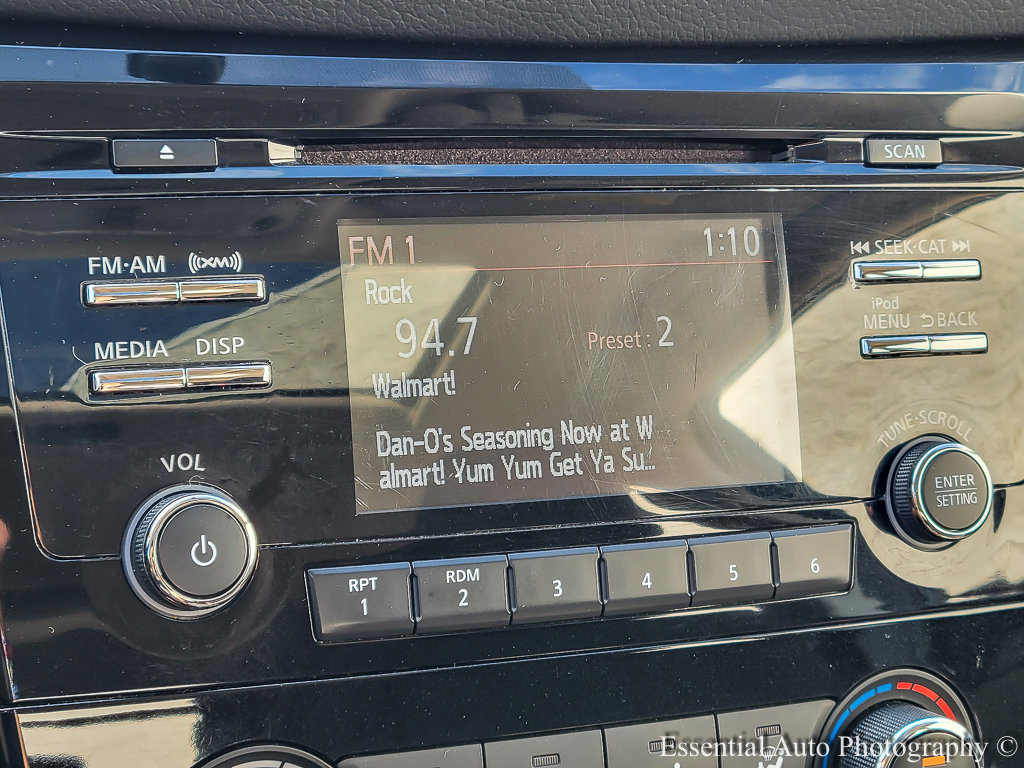 SCAN
FM·AM ((XM))
SEEK·CAT
FM 1 1:10
Rock
iPod
MENU BACK
94.7 Preset : 2
MEDIA DISP
Walmart!
Dan-O's Seasoning Now at W
almart! Yum Yum Get Ya Su...
TUNE·SCROLL
VOL
ENTER
SETTING
RPT
1
RDM
2
3
4
5
6
Essential Auto Photography ©